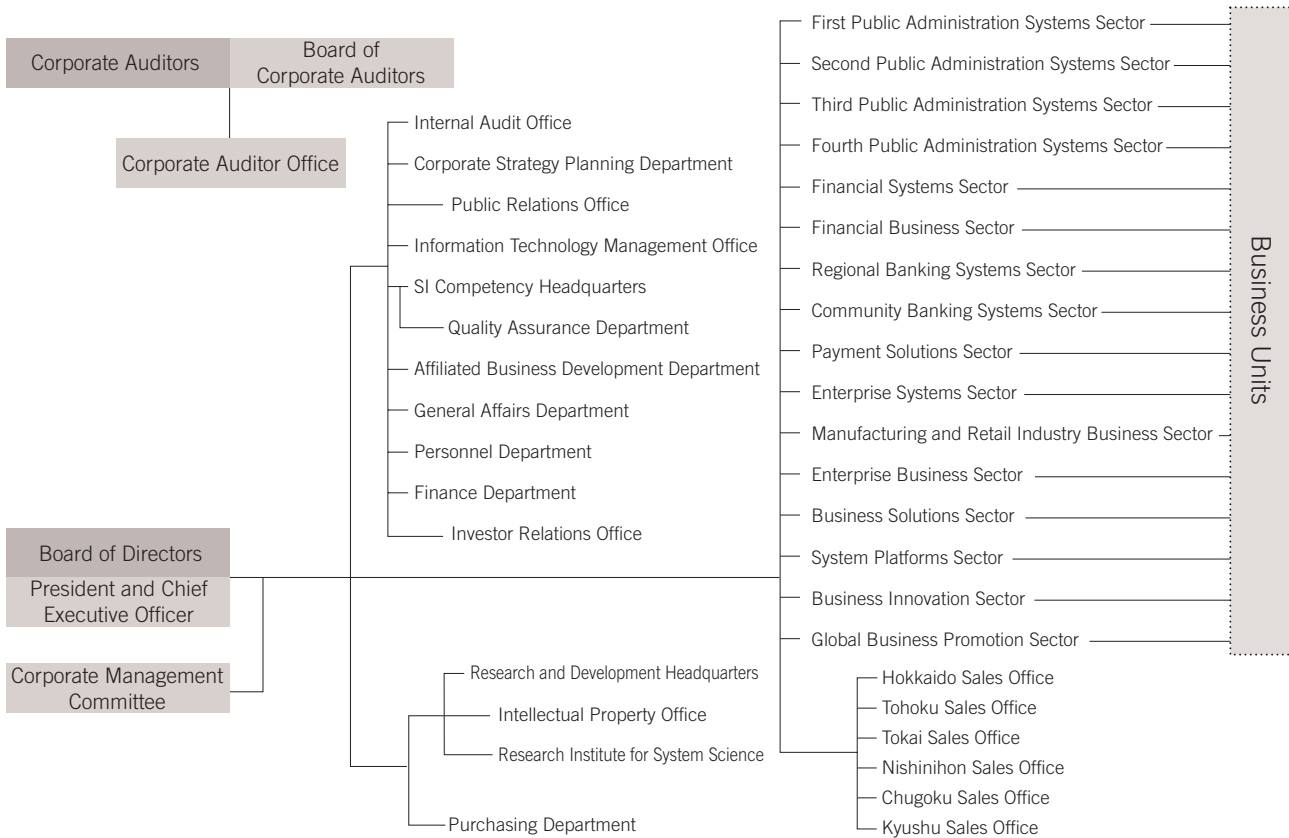 Corporate Auditors
Board of
Corporate Auditors
Corporate Auditor Office
Board of Directors
President and Chief
Executive Officer
Corporate Management
Committee
Internal Audit Office
Corporate Strategy Planning Department
Public Relations Office
Information Technology Management Office
SI Competency Headquarters
Quality Assurance Department
Affiliated Business Development Department
General Affairs Department
Personnel Department
Finance Department
Investor Relations Office
Research and Development Headquarters
Intellectual Property Office
Research Institute for System Science
Purchasing Department
First Public Administration Systems Sector
Second Public Administration Systems Sector
Third Public Administration Systems Sector
Fourth Public Administration Systems Sector
Financial Systems Sector
Financial Business Sector
Regional Banking Systems Sector
Community Banking Systems Sector
Payment Solutions Sector
Enterprise Systems Sector
Manufacturing and Retail Industry Business Sector
Enterprise Business Sector
Business Solutions Sector
System Platforms Sector
Business Innovation Sector
Global Business Promotion Sector
Hokkaido Sales Office
Tohoku Sales Office
Tokai Sales Office
Nishinihon Sales Office
Chugoku Sales Office
Kyushu Sales Office
Business Units